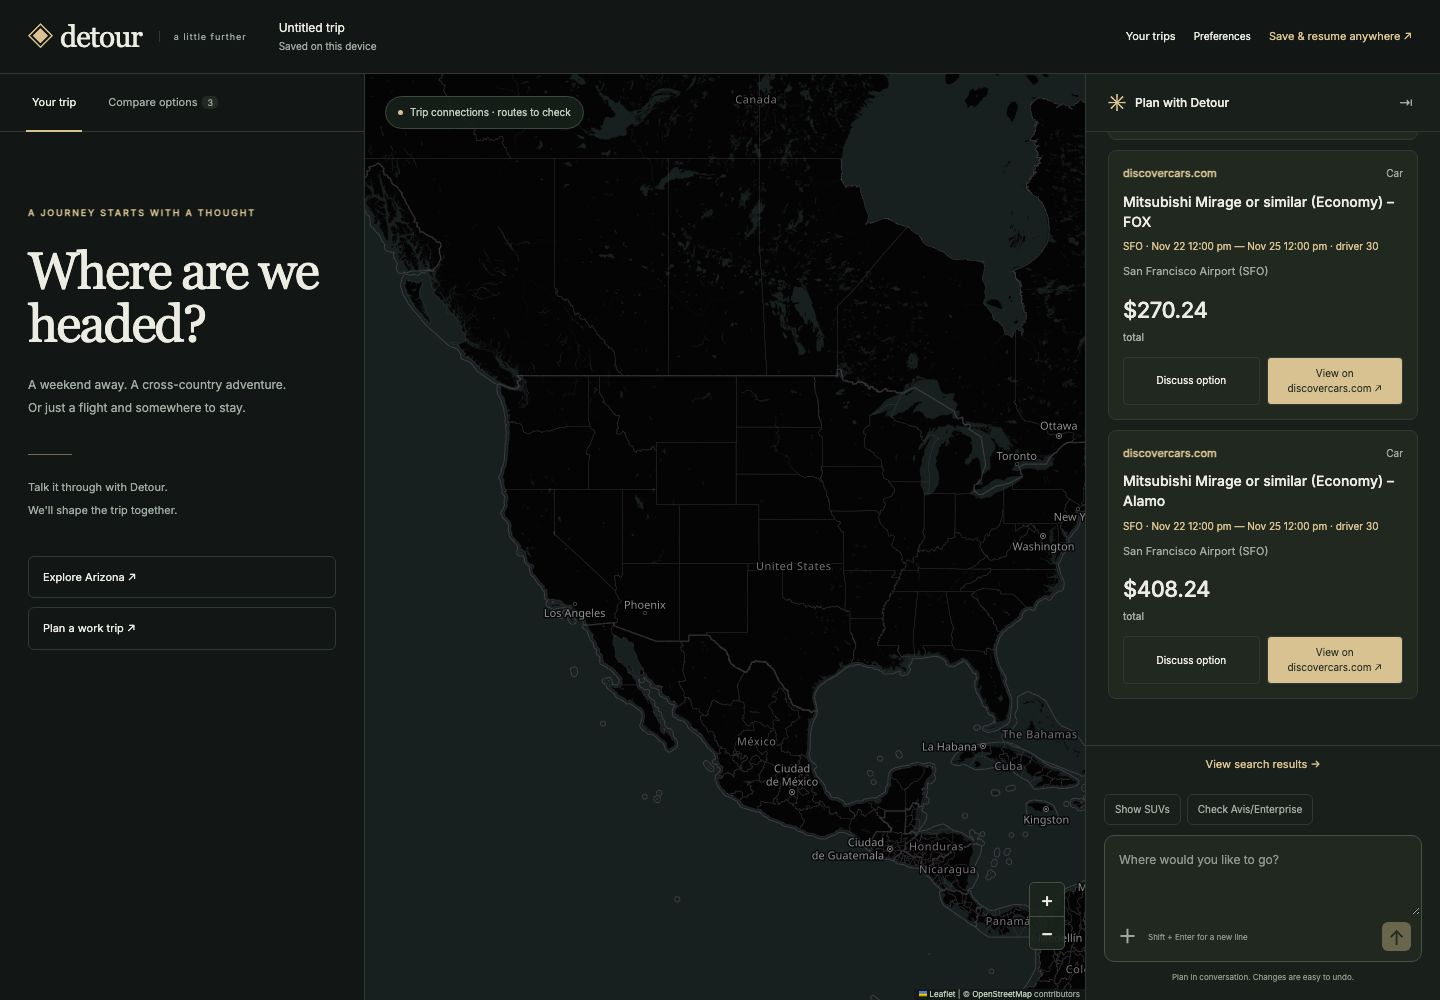 detour
a little further
Untitled trip
Saved on this device
Your trips
Preferences
Save & resume anywhere ↗
Your trip
Compare options 3
A JOURNEY STARTS WITH A THOUGHT
Where are we
headed?
A weekend away. A cross-country adventure.
Or just a flight and somewhere to stay.
Talk it through with Detour.
We'll shape the trip together.
Explore Arizona ↗
Plan a work trip ↗
Trip connections · routes to check
Canada
Ottawa
Toronto
New Y
Washington
United States
Los Angeles
Phoenix
México
Ciudad
de México
La Habana
The Bahamas
Cuba
Kingston
Ciudad
de Guatemala
Honduras
Nicaragua
Panamá
M
ellín
Coló
+
−
Leaflet | © OpenStreetMap contributors
Plan with Detour
discovercars.com
Car
Mitsubishi Mirage or similar (Economy) –
FOX
SFO · Nov 22 12:00 pm — Nov 25 12:00 pm · driver 30
San Francisco Airport (SFO)
$270.24
total
Discuss option
View on
discovercars.com ↗
discovercars.com
Car
Mitsubishi Mirage or similar (Economy) –
Alamo
SFO · Nov 22 12:00 pm — Nov 25 12:00 pm · driver 30
San Francisco Airport (SFO)
$408.24
total
Discuss option
View on
discovercars.com ↗
View search results →
Show SUVs
Check Avis/Enterprise
Where would you like to go?
Shift + Enter for a new line
Plan in conversation. Changes are easy to undo.